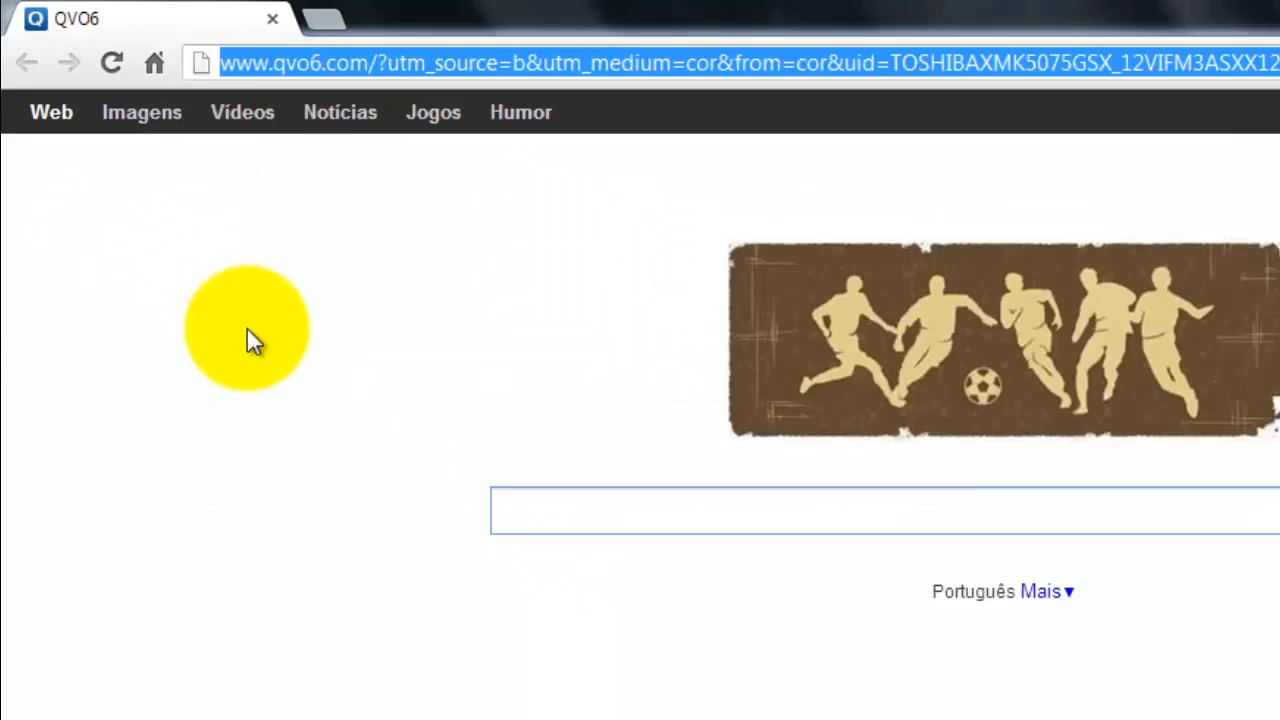 QVO6
www.qvo6.com/?utm_source=b&utm_medium=cor&from=cor&uid=TOSHIBAXMK5075GSX_12VIFM3ASXX12
Web Imagens Vídeos Notícias Jogos Humor
Português Mais▼